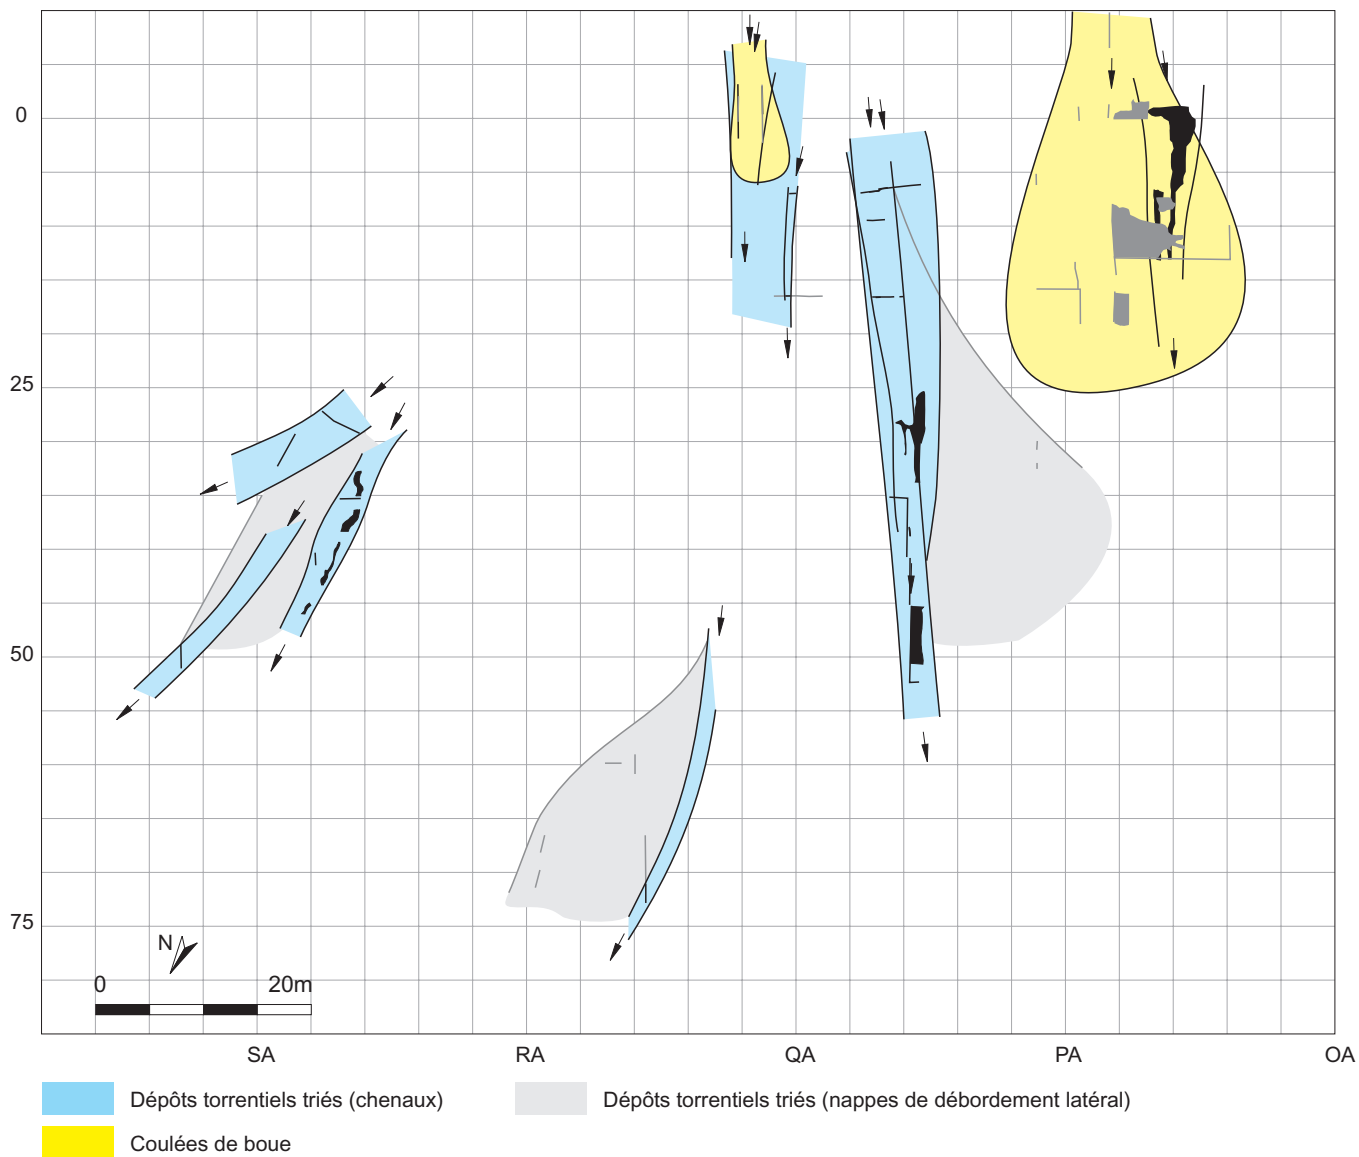 0
25
50
75
N
0 20m
SA RA QA PA OA
Dépôts torrentiels triés (chenaux) Dépôts torrentiels triés (nappes de débordement latéral)
Coulées de boue